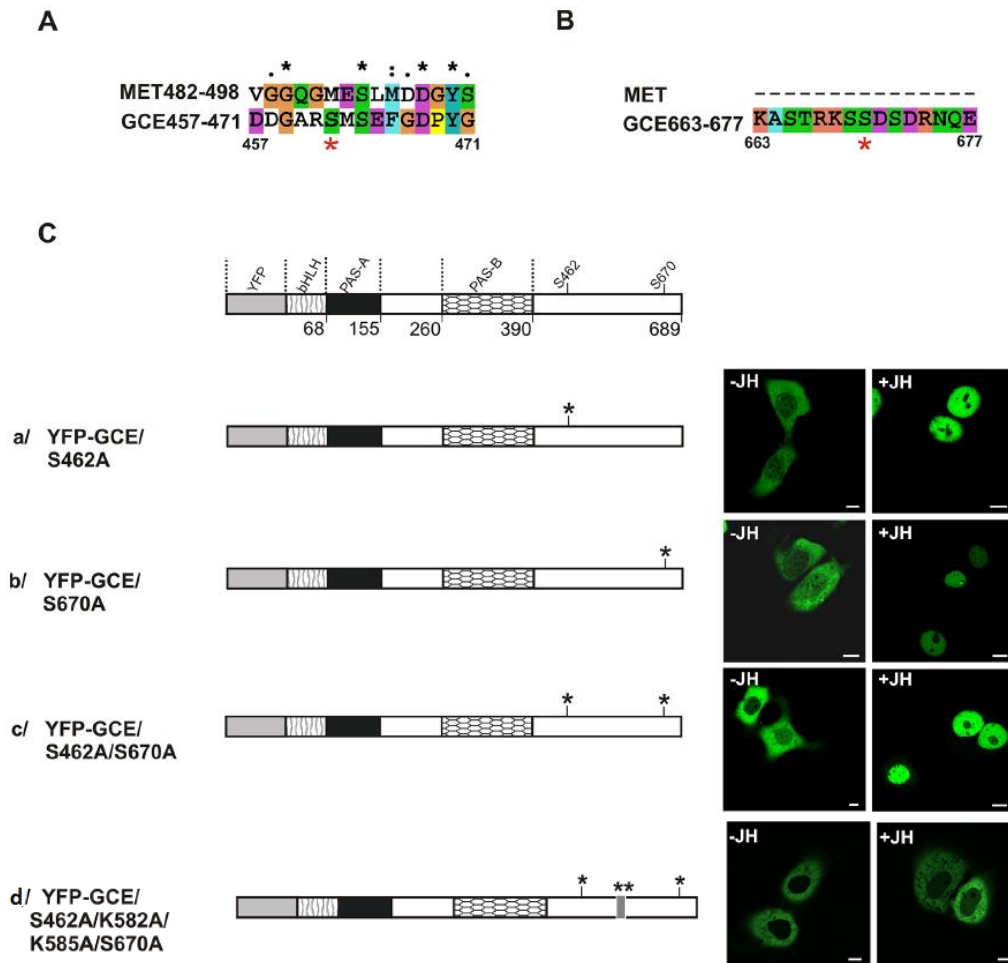 A
. * * : . * * .
MET482-498 VGGQGMESLMDDGYS
GCE457-471 DDGARSMSEFGDPYG
457 * 471
B
MET – – – – – – – – – – – – – – –
GCE663-677 KASTRKSSDSDRNQE
663 * 677
C
YFP bHLH PAS-A PAS-B S462 S670
68 155 260 390 689
a/ YFP-GCE/
S462A
*
-JH +JH
b/ YFP-GCE/
S670A
*
-JH +JH
c/ YFP-GCE/
S462A/S670A
* *
-JH +JH
d/ YFP-GCE/
S462A/K582A/
K585A/S670A
* ** *
-JH +JH